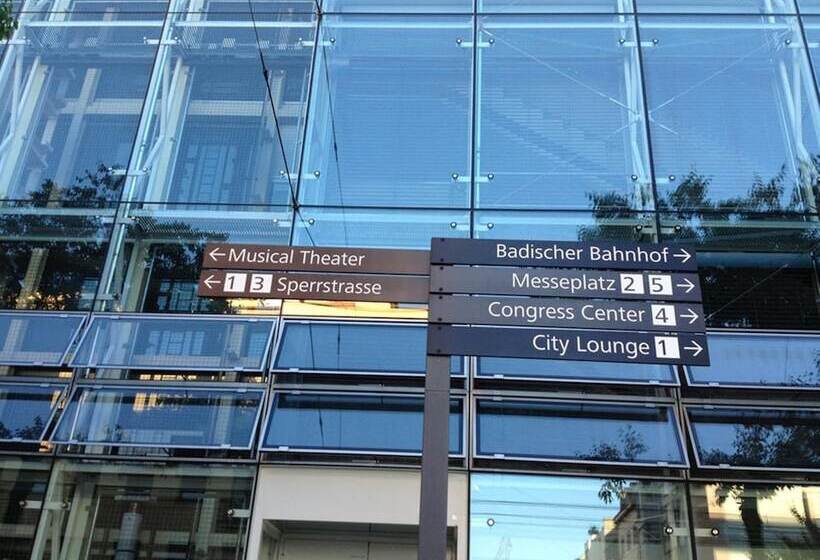 ←Musical Theater
←1 3 Sperrstrasse
Badischer Bahnhof→
Messeplatz 2 5→
Congress Center 4→
City Lounge 1→